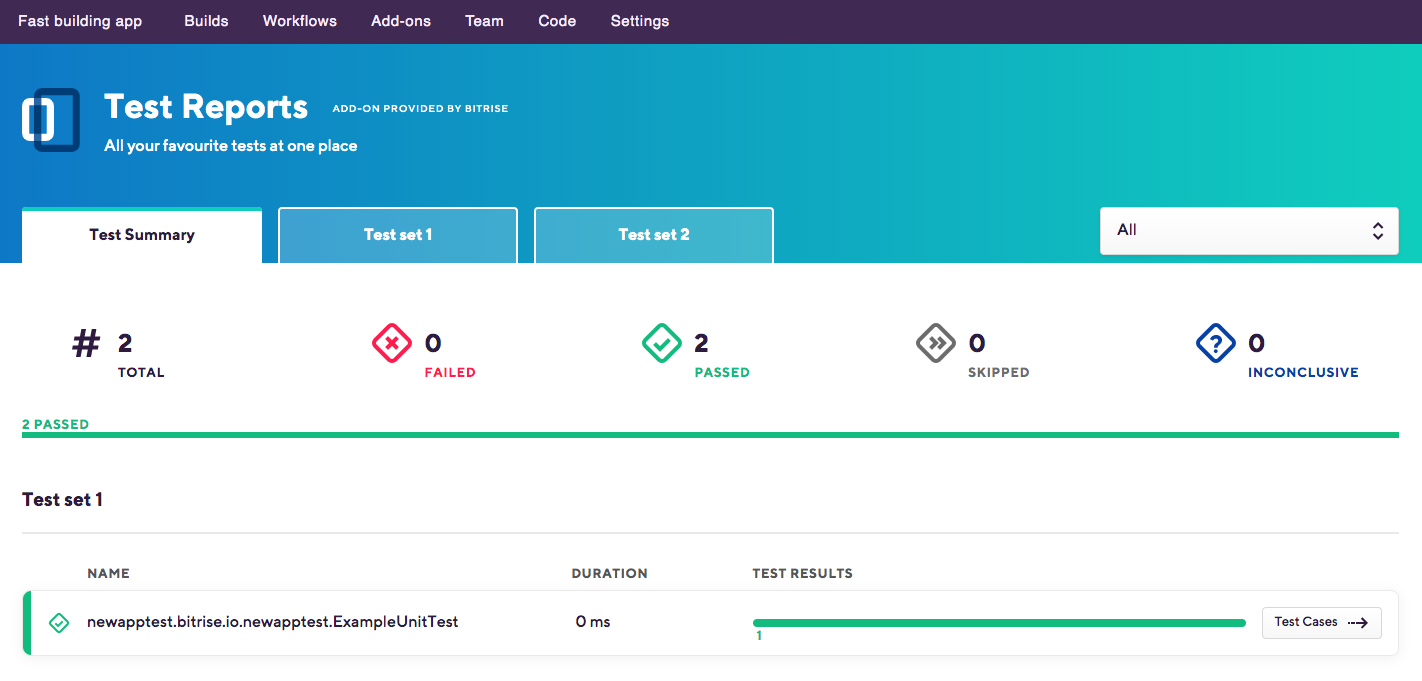 Fast building app Builds Workflows Add-ons Team Code Settings
Test Reports ADD-ON PROVIDED BY BITRISE
All your favourite tests at one place
Test Summary Test set 1 Test set 2 All
# 2 0 2 0 ? 0
TOTAL FAILED PASSED SKIPPED INCONCLUSIVE
2 PASSED
Test set 1
NAME DURATION TEST RESULTS
newapptest.bitrise.io.newapptest.ExampleUnitTest 0 ms Test Cases
1